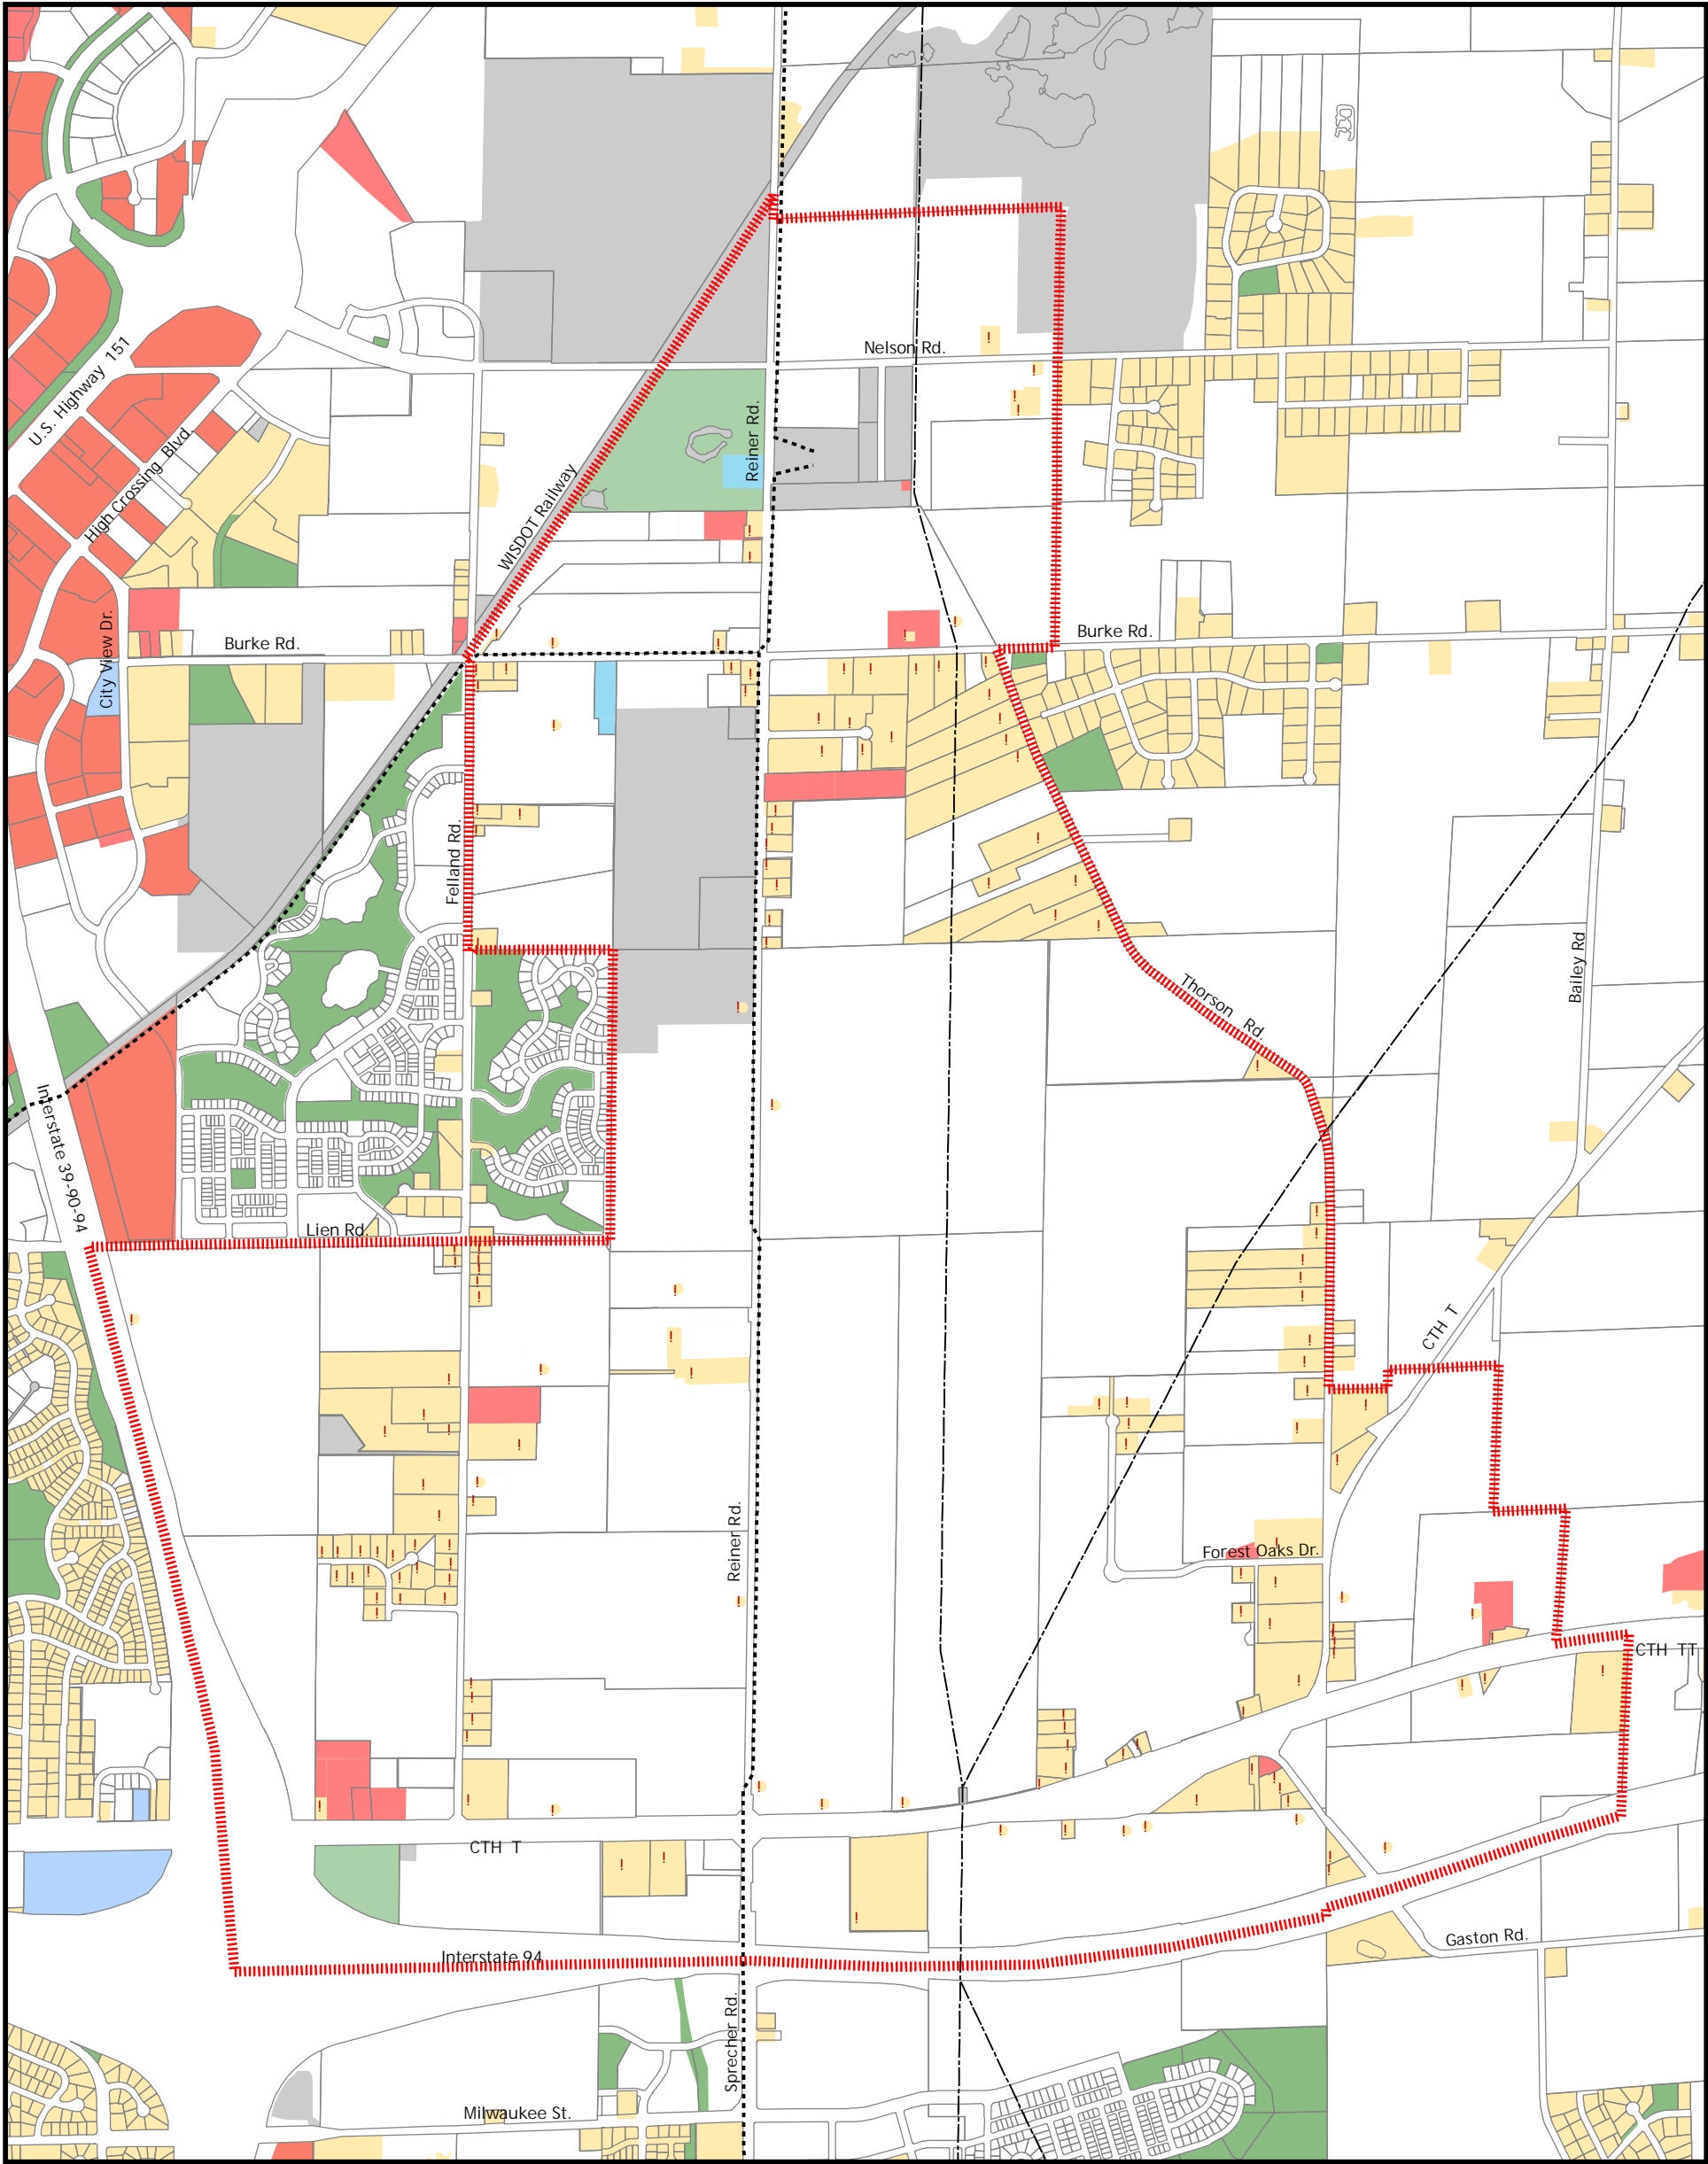 Nelson Rd.
U.S. Highway 151
High Crossing Blvd.
Reiner Rd.
WISDOT Railway
City View Dr.
Burke Rd.
Burke Rd.
Felland Rd.
Bailey Rd
Thorson Rd.
Interstate 39-90-94
Lien Rd.
CTH T
Reiner Rd.
Forest Oaks Dr.
CTH TT
CTH T
Interstate 94
Gaston Rd.
Sprecher Rd.
Milwaukee St.